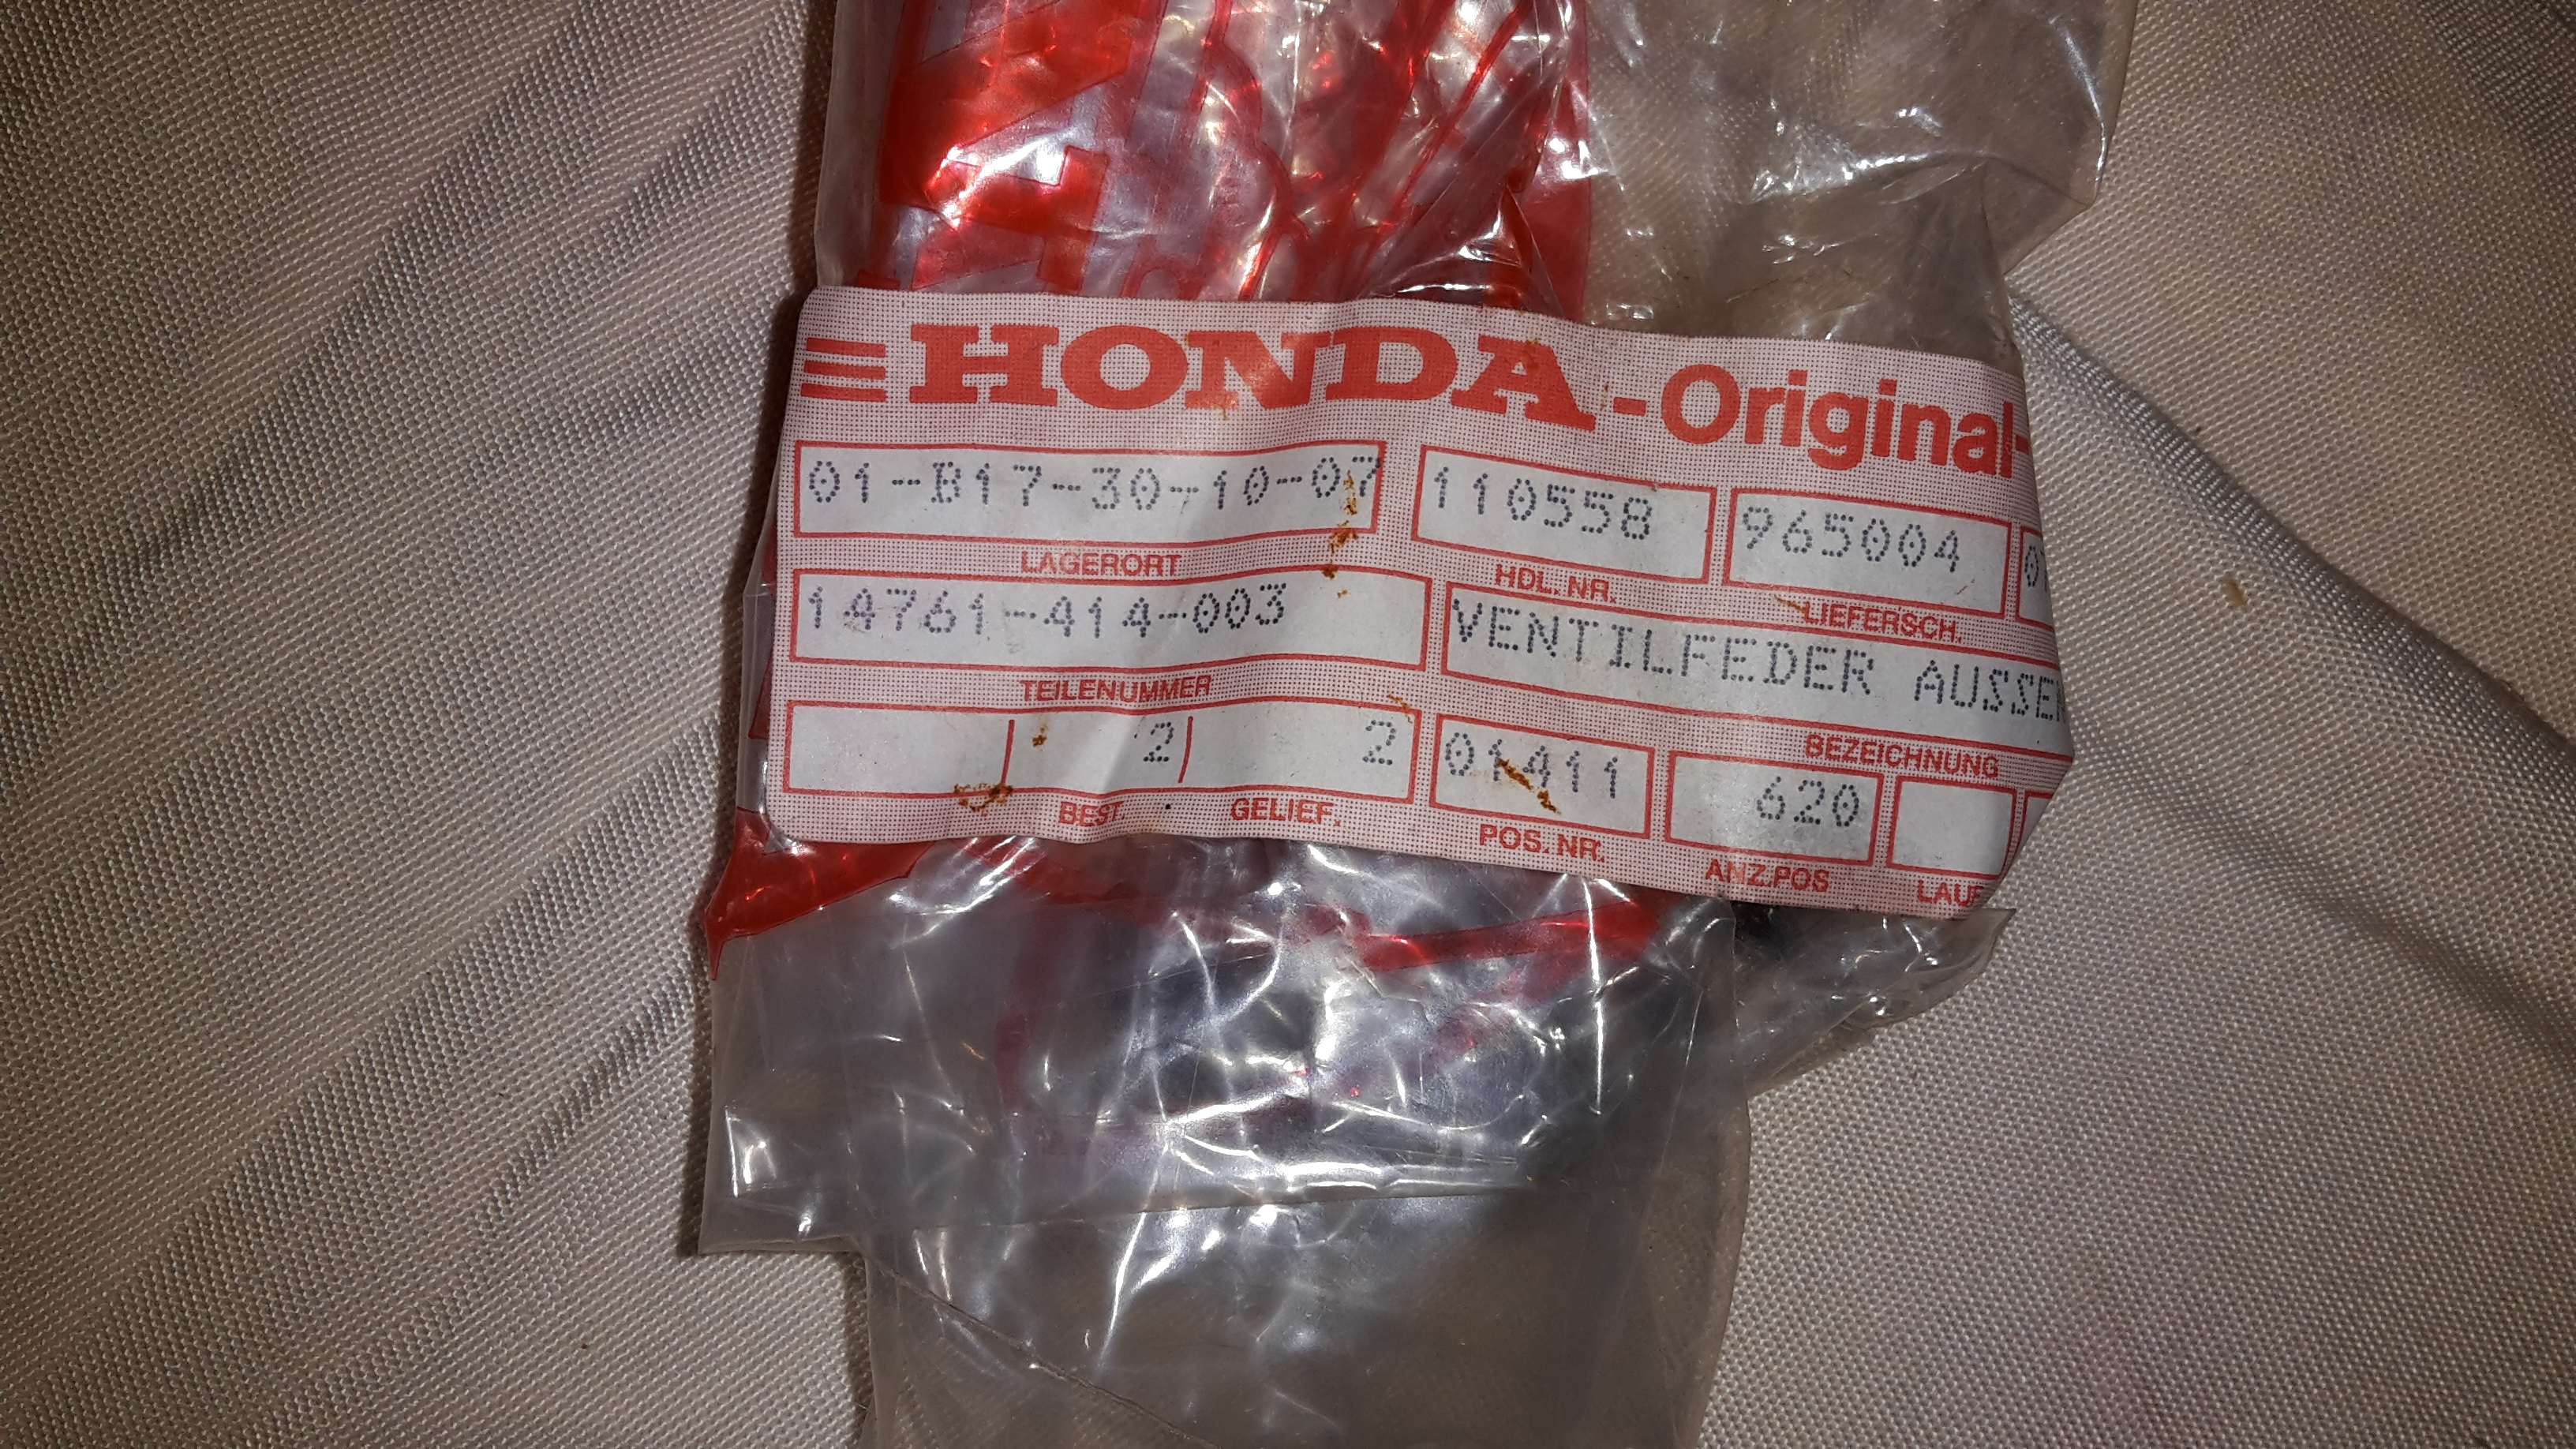 HONDA-Original-
01-B17-30-10-07 110558 965004
LAGERORT HDL. NR. LIEFERSCH.
14761-414-003 VENTILFEDER AUSSEN
TEILENUMMER BEZEICHNUNG
2 2 01411 620
BEST. GELIEF. POS. NR. ANZ.POS